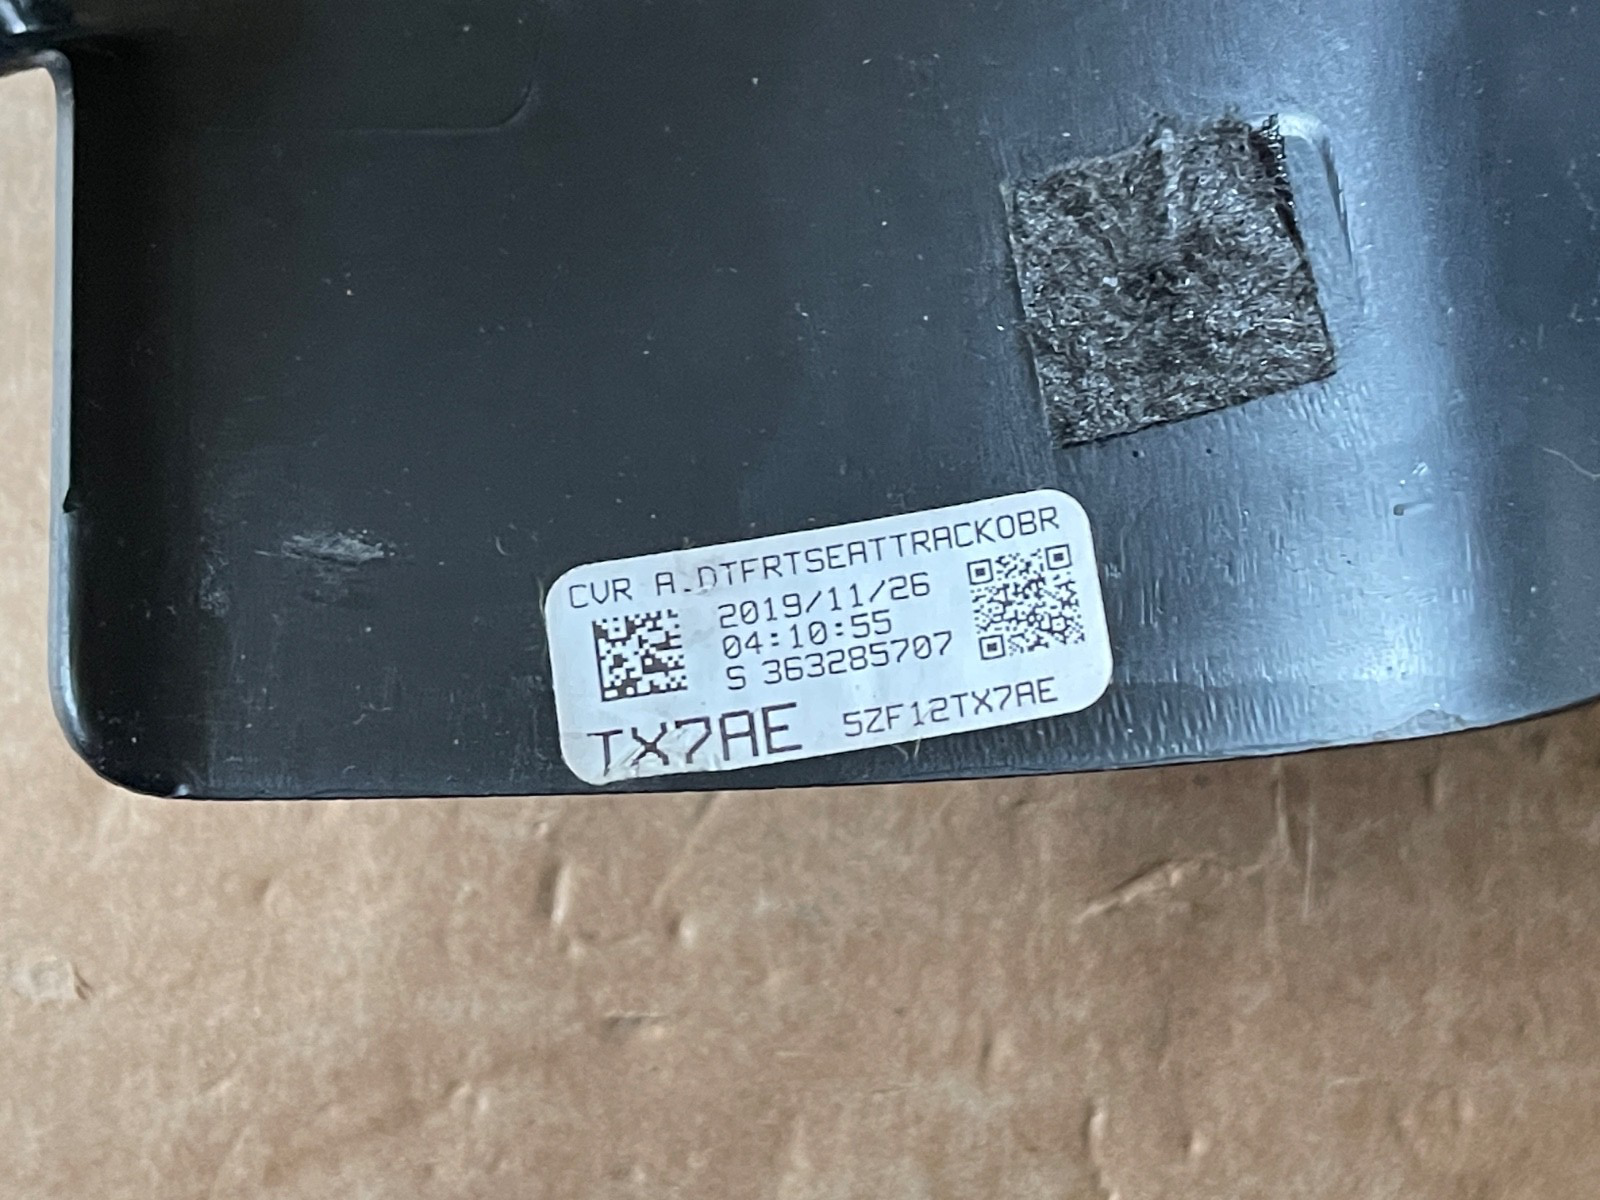 CVR A.DTFRTSEATTRACKOBR
2019/11/26
04:10:55
S 363285707
TX7AE 5ZF12TX7AE